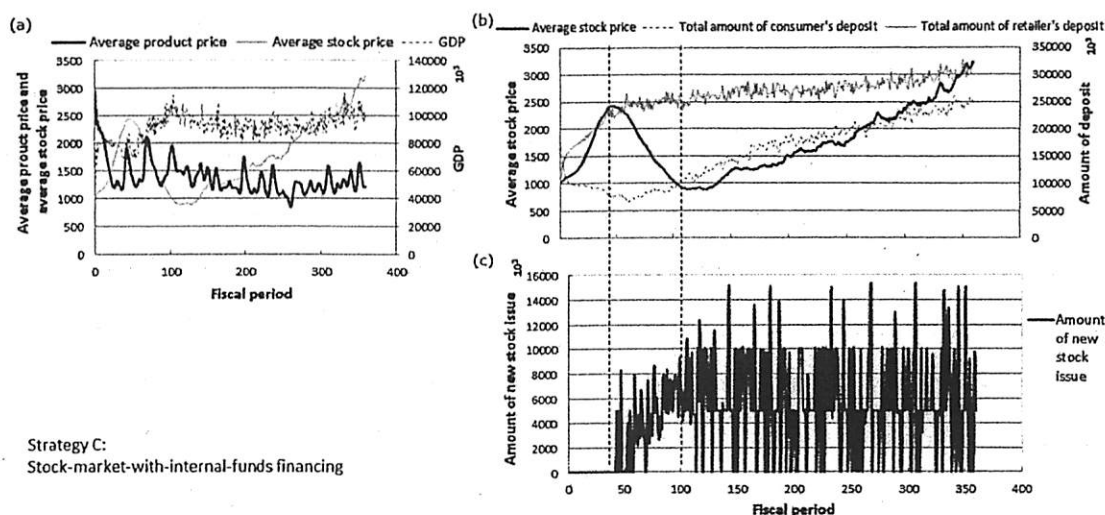 (a)
Average product price Average stock price GDP
Average prouct price and
average stock price
3500
3000
2500
2000
1500
1000
500
0
140000
120000
100000
80000
60000
40000
20000
0
10³
GDP
0 100 200 300 400
Fiscal period
(b)
Average stock price Total amount of consumer's deposit Total amount of retailer's deposit
Average stock price
3500
3000
2500
2000
1500
1000
500
0
350000
300000
250000
200000
150000
100000
50000
0
10³
Amount of deposit
(c)
10³
Amount of new stock issue
16000
14000
12000
10000
8000
6000
4000
2000
0
0 50 100 150 200 250 300 350 400
Fiscal period
Amount
of new
stock
issue
Strategy C:
Stock-market-with-internal-funds financing